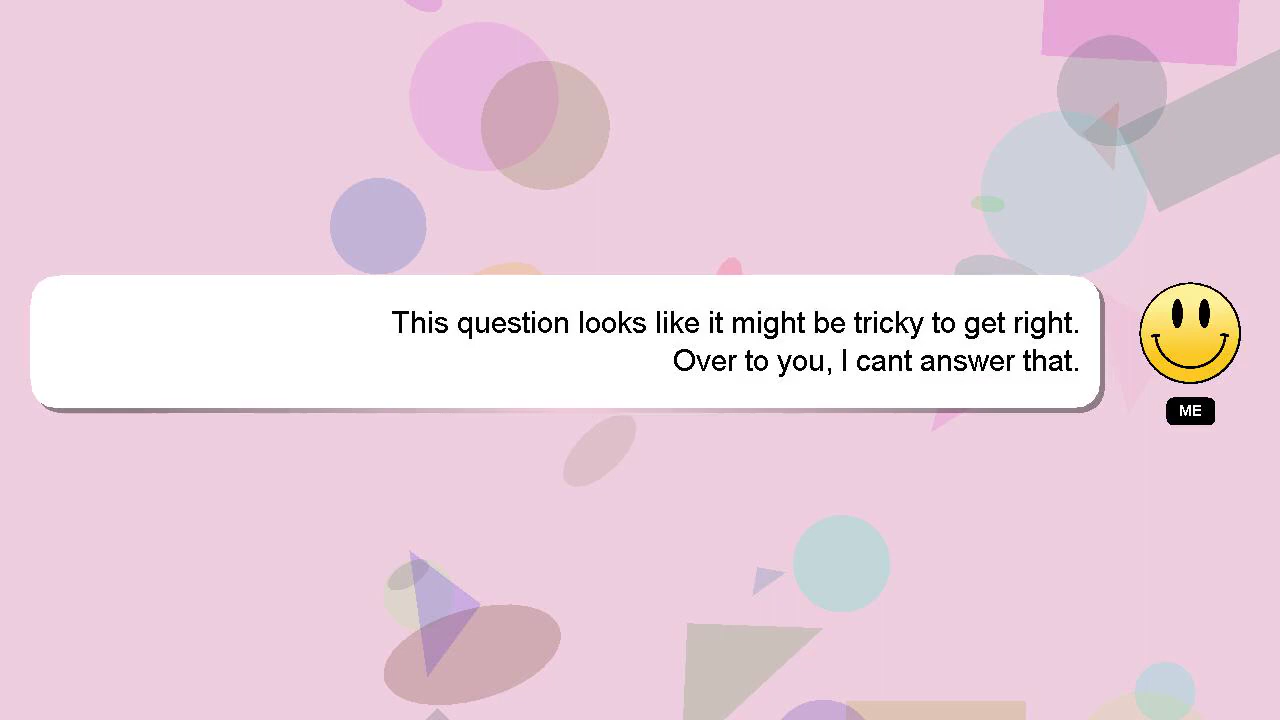 This question looks like it might be tricky to get right.
Over to you, I cant answer that.
ME